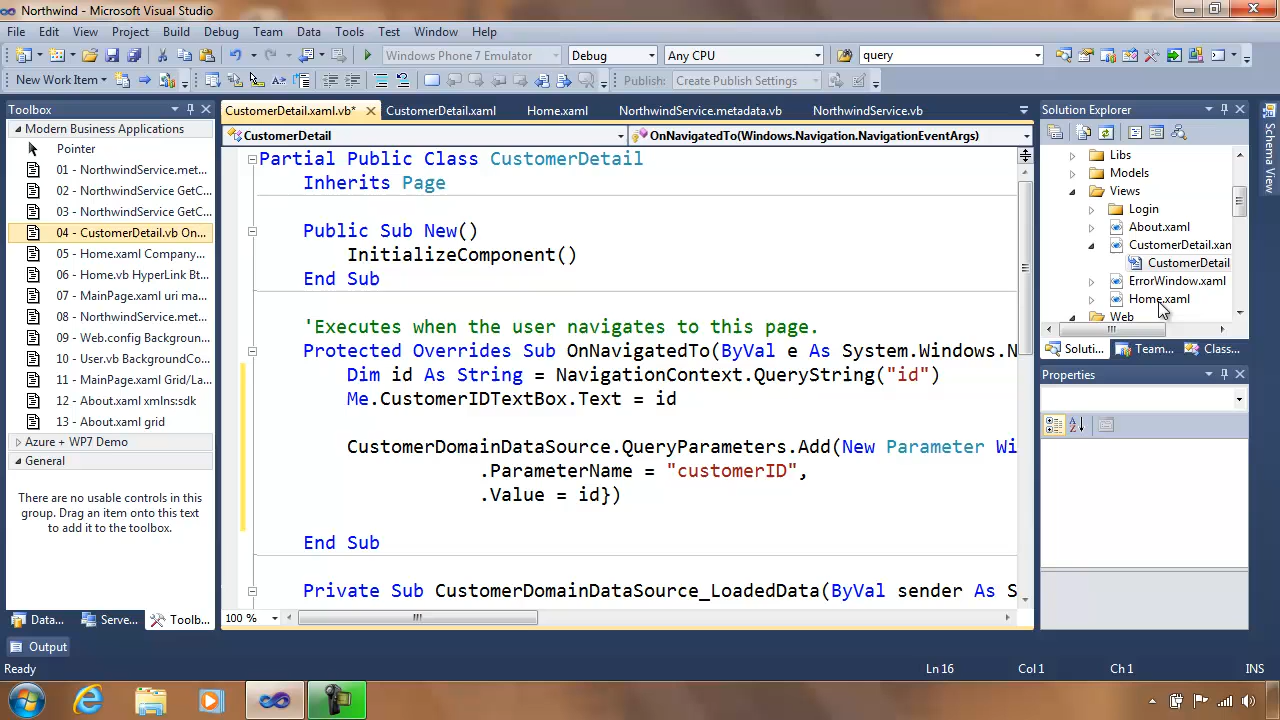 Northwind - Microsoft Visual Studio
File Edit View Project Build Debug Team Data Tools Test Window Help
Windows Phone 7 Emulator Debug Any CPU query
New Work Item Publish: Create Publish Settings
Toolbox
Modern Business Applications
Pointer
01 - NorthwindService.met...
02 - NorthwindService GetC...
03 - NorthwindService GetC...
04 - CustomerDetail.vb On...
05 - Home.xaml Company...
06 - Home.vb HyperLink Bt...
07 - MainPage.xaml uri ma...
08 - NorthwindService.met...
09 - Web.config Backgroun...
10 - User.vb BackgroundCo...
11 - MainPage.xaml Grid/La...
12 - About.xaml xmlns:sdk
13 - About.xaml grid
Azure + WP7 Demo
General
There are no usable controls in this
group. Drag an item onto this text
to add it to the toolbox.
Data... Serve... Toolb...
CustomerDetail.xaml.vb* CustomerDetail.xaml Home.xaml NorthwindService.metadata.vb NorthwindService.vb
CustomerDetail OnNavigatedTo(Windows.Navigation.NavigationEventArgs)
Partial Public Class CustomerDetail
Inherits Page
Public Sub New()
InitializeComponent()
End Sub
'Executes when the user navigates to this page.
Protected Overrides Sub OnNavigatedTo(ByVal e As System.Windows.N
Dim id As String = NavigationContext.QueryString("id")
Me.CustomerIDTextBox.Text = id
CustomerDomainDataSource.QueryParameters.Add(New Parameter Wi
.ParameterName = "customerID",
.Value = id})
End Sub
Private Sub CustomerDomainDataSource_LoadedData(ByVal sender As S
100 %
Solution Explorer
Libs
Models
Views
Login
About.xaml
CustomerDetail.xan
CustomerDetail
ErrorWindow.xaml
Home.xaml
Web
Soluti... Team... Class...
Properties
Schema View
Output
Ready Ln 16 Col 1 Ch 1 INS